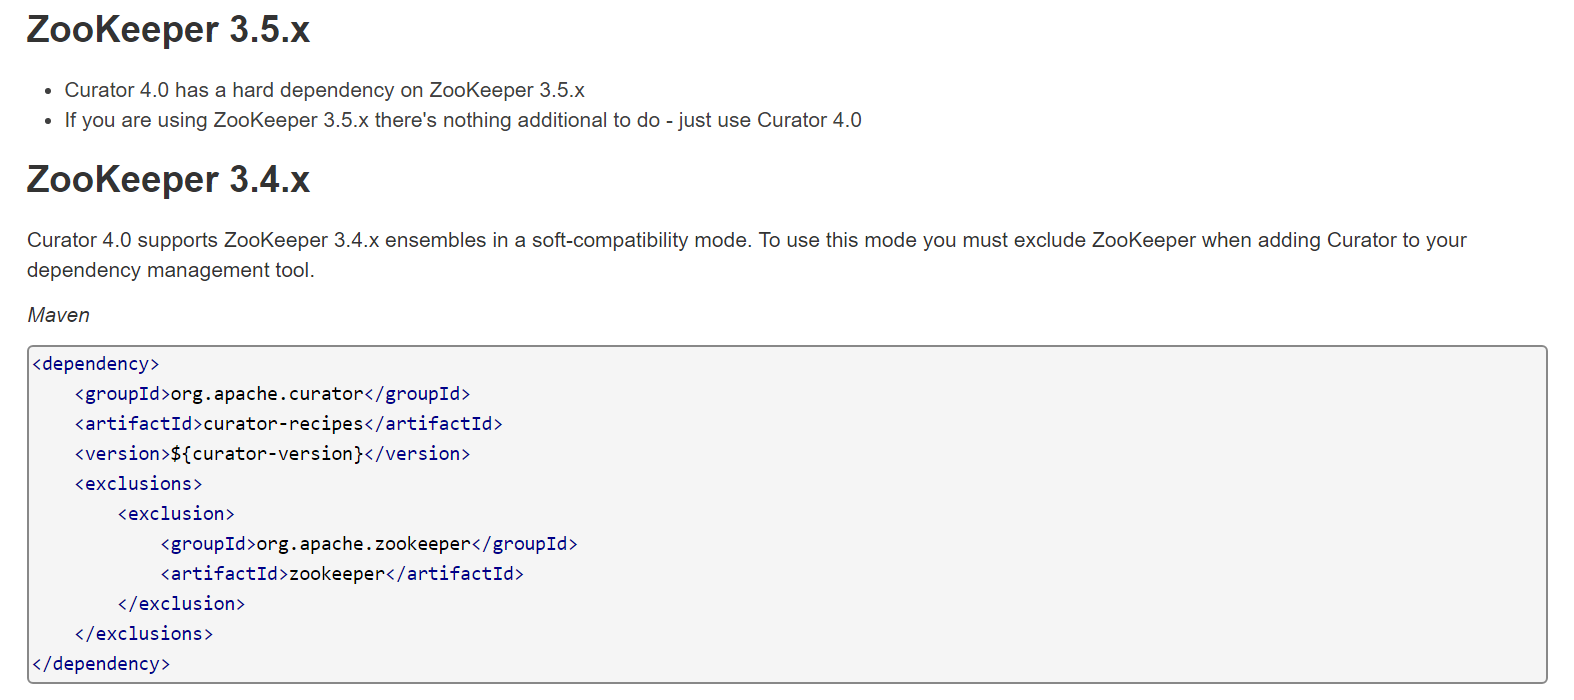 ZooKeeper 3.5.x
• Curator 4.0 has a hard dependency on ZooKeeper 3.5.x
• If you are using ZooKeeper 3.5.x there's nothing additional to do - just use Curator 4.0
ZooKeeper 3.4.x
Curator 4.0 supports ZooKeeper 3.4.x ensembles in a soft-compatibility mode. To use this mode you must exclude ZooKeeper when adding Curator to your
dependency management tool.
Maven
<dependency>
    <groupId>org.apache.curator</groupId>
    <artifactId>curator-recipes</artifactId>
    <version>${curator-version}</version>
    <exclusions>
        <exclusion>
            <groupId>org.apache.zookeeper</groupId>
            <artifactId>zookeeper</artifactId>
        </exclusion>
    </exclusions>
</dependency>